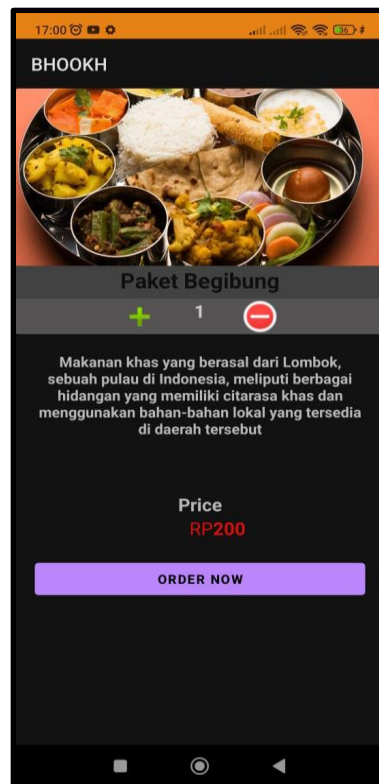 17:00
36
BHOOKH
Paket Begibung
1
Makanan khas yang berasal dari Lombok,
sebuah pulau di Indonesia, meliputi berbagai
hidangan yang memiliki citarasa khas dan
menggunakan bahan-bahan lokal yang tersedia
di daerah tersebut
Price
RP200
ORDER NOW